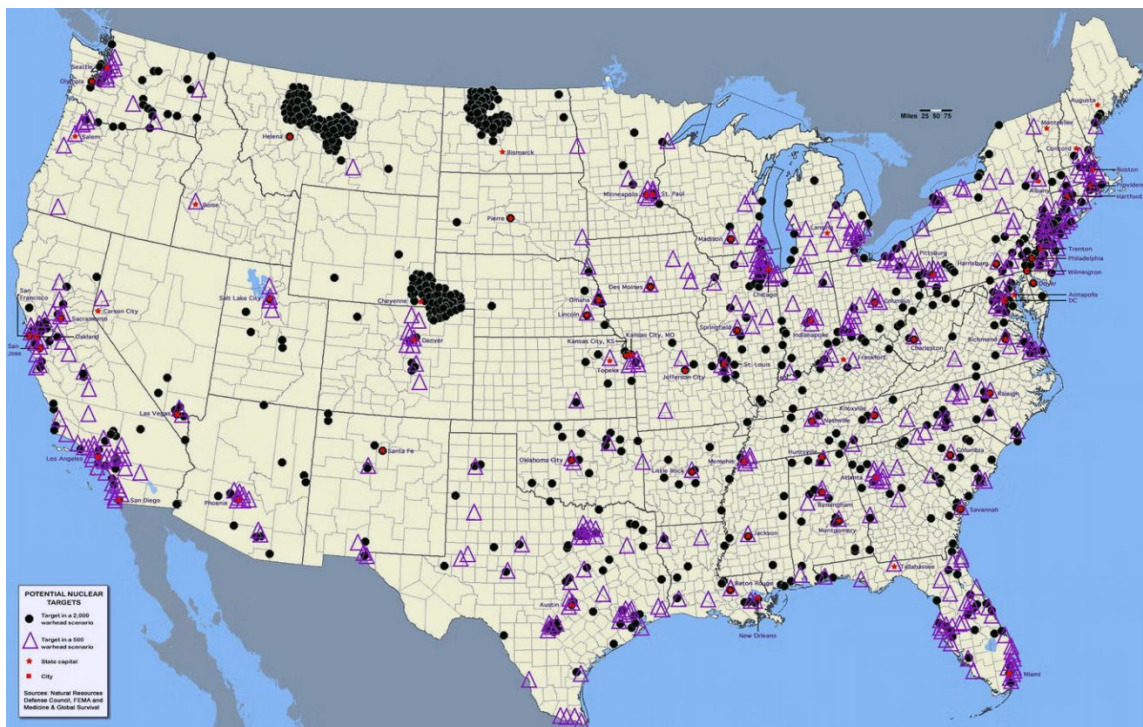 Seattle
Olympia
Salem
Helena
Boise
Bismarck
Pierre
Minneapolis
St. Paul
Miles 25 50 75
Augusta
Montpelier
Concord
Boston
Albany
Hartford
Madison
Pittsburg
Harrisburg
Trenton
Philadelphia
Wilmington
Dover
Annapolis
DC
Chicago
Des Moines
Omaha
Lincoln
Cheyenne
Salt Lake City
San Francisco
Sacramento
Carson City
Oakland
San Jose
Denver
Springfield
Indianapolis
Columbus
Kansas City, KS
Kansas City, MO
Topeka
Jefferson City
St. Louis
Frankfort
Charleston
Richmond
Las Vegas
Knoxville
Nashville
Raleigh
Los Angeles
Santa Fe
Oklahoma City
Little Rock
Memphis
Huntsville
Columbia
Atlanta
San Diego
Phoenix
Birmingham
Montgomery
Savannah
Jackson
Tallahassee
Baton Rouge
Austin
New Orleans
Miami
POTENTIAL NUCLEAR
TARGETS
Target in a 2,000
warhead scenario
Target in a 500
warhead scenario
State capital
City
Sources: Natural Resources
Defense Council, FEMA and
Medicine & Global Survival